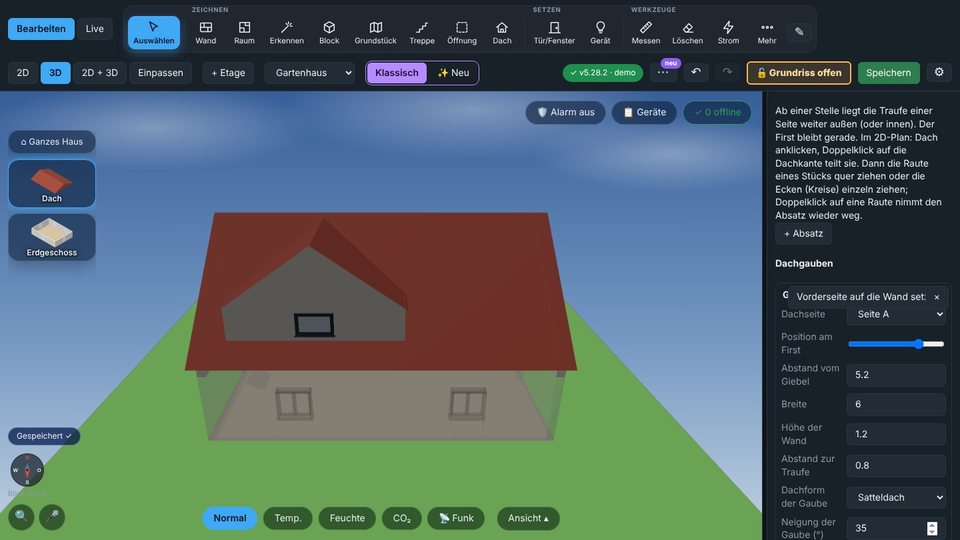 ZEICHNEN
SETZEN
WERKZEUGE
Bearbeiten
Live
Auswählen
Wand
Raum
Erkennen
Block
Grundstück
Treppe
Öffnung
Dach
Tür/Fenster
Gerät
Messen
Löschen
Strom
Mehr
2D
3D
2D + 3D
Einpassen
+ Etage
Gartenhaus
Klassisch
✨ Neu
✓ v5.28.2 · demo
neu
Grundriss offen
Speichern
Alarm aus
Geräte
✓ 0 offline
⌂ Ganzes Haus
Dach
Erdgeschoss
Ab einer Stelle liegt die Traufe einer
Seite weiter außen (oder innen). Der
First bleibt gerade. Im 2D-Plan: Dach
anklicken, Doppelklick auf die
Dachkante teilt sie. Dann die Raute
eines Stücks quer ziehen oder die
Ecken (Kreise) einzeln ziehen;
Doppelklick auf eine Raute nimmt den
Absatz wieder weg.
+ Absatz
Dachgauben
Vorderseite auf die Wand set: ×
Dachseite
Seite A
Position am
First
Abstand vom
Giebel
5.2
Breite
6
Höhe der
Wand
1.2
Abstand zur
Traufe
0.8
Dachform
der Gaube
Satteldach
Neigung der
Gaube (°)
35
Gespeichert ✓
N
W
O
S
Normal
Temp.
Feuchte
CO₂
Funk
Ansicht ▴